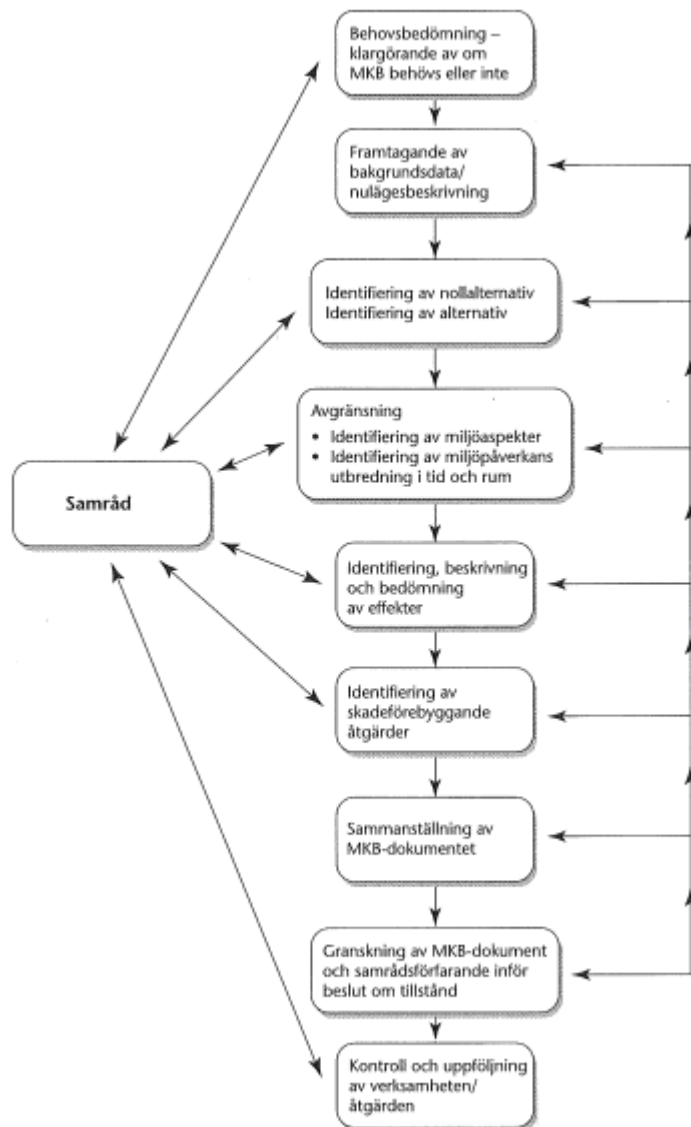 Behovsbedömning –
klargörande av om
MKB behövs eller inte
Framtagande av
bakgrundsdata/
nulägesbeskrivning
Identifiering av nollalternativ
Identifiering av alternativ
Avgränsning
• Identifiering av miljöaspekter
• Identifiering av miljöpåverkans
utbredning i tid och rum
Samråd
Identifiering, beskrivning
och bedömning
av effekter
Identifiering av
skadeförebyggande
åtgärder
Sammanställning av
MKB-dokumentet
Granskning av MKB-dokument
och samrådsförfarande inför
beslut om tillstånd
Kontroll och uppföljning
av verksamheten/
åtgärden